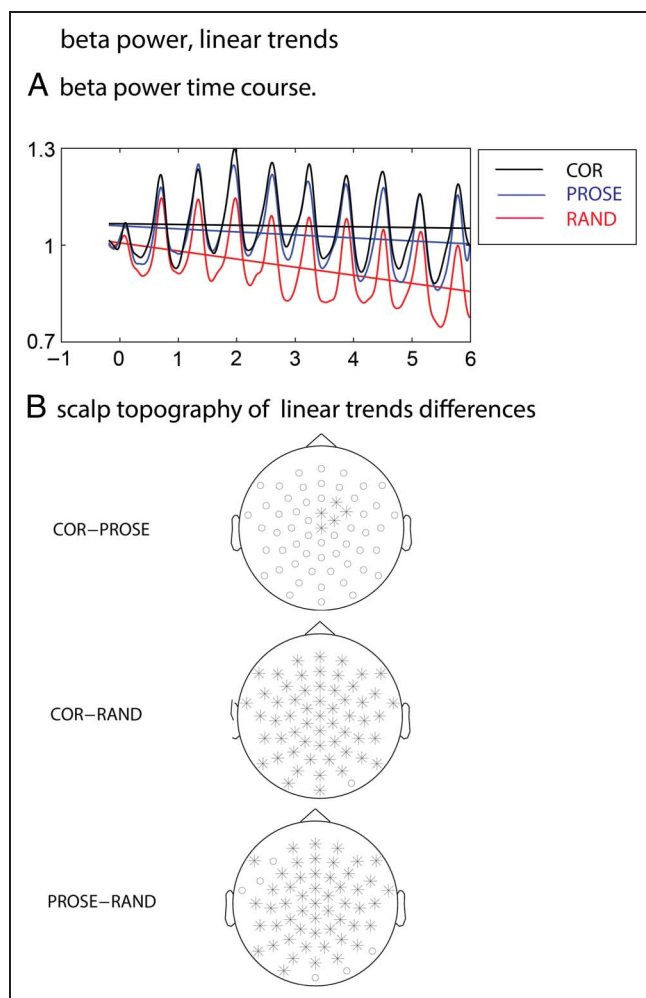 beta power, linear trends
A beta power time course.
1.3
1
0.7
−1 0 1 2 3 4 5 6
COR
PROSE
RAND
B scalp topography of linear trends differences
COR−PROSE
COR−RAND
PROSE−RAND